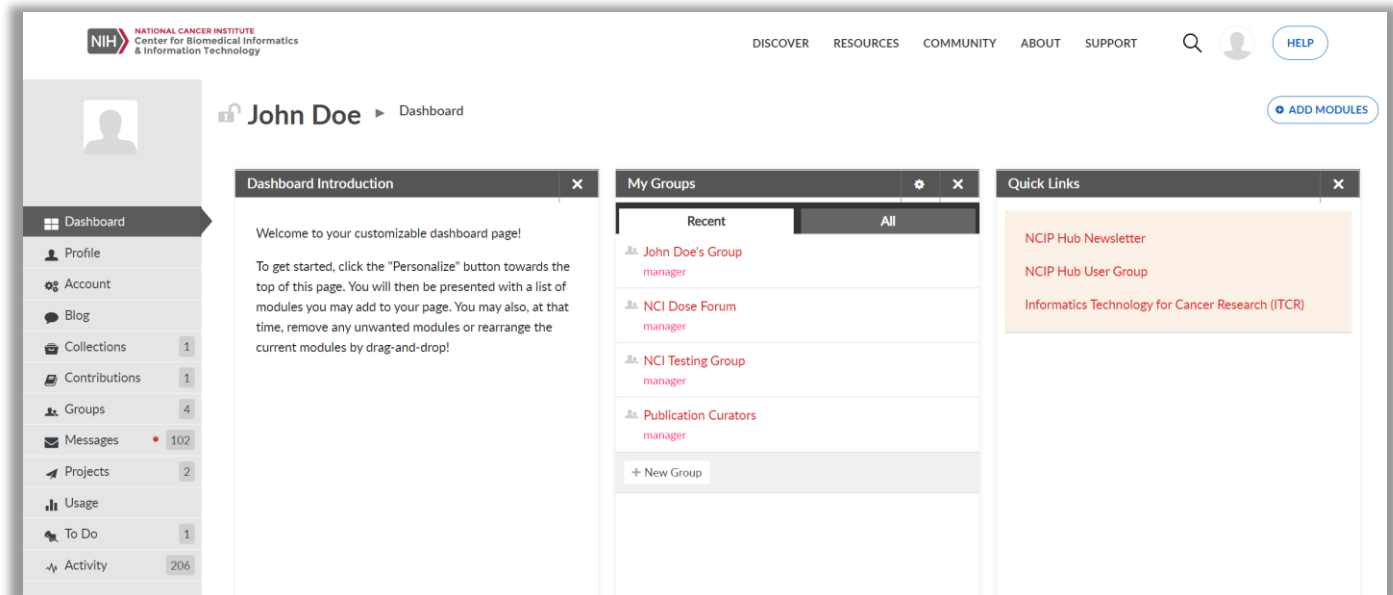 NIH
NATIONAL CANCER INSTITUTE
Center for Biomedical Informatics
& Information Technology
DISCOVER RESOURCES COMMUNITY ABOUT SUPPORT HELP
John Doe ► Dashboard
ADD MODULES
Dashboard
Profile
Account
Blog
Collections 1
Contributions 1
Groups 4
Messages 102
Projects 2
Usage
To Do 1
Activity 206
Dashboard Introduction
Welcome to your customizable dashboard page!
To get started, click the "Personalize" button towards the
top of this page. You will then be presented with a list of
modules you may add to your page. You may also, at that
time, remove any unwanted modules or rearrange the
current modules by drag-and-drop!
My Groups
Recent All
John Doe's Group
manager
NCI Dose Forum
manager
NCI Testing Group
manager
Publication Curators
manager
+ New Group
Quick Links
NCIP Hub Newsletter
NCIP Hub User Group
Informatics Technology for Cancer Research (ITCR)